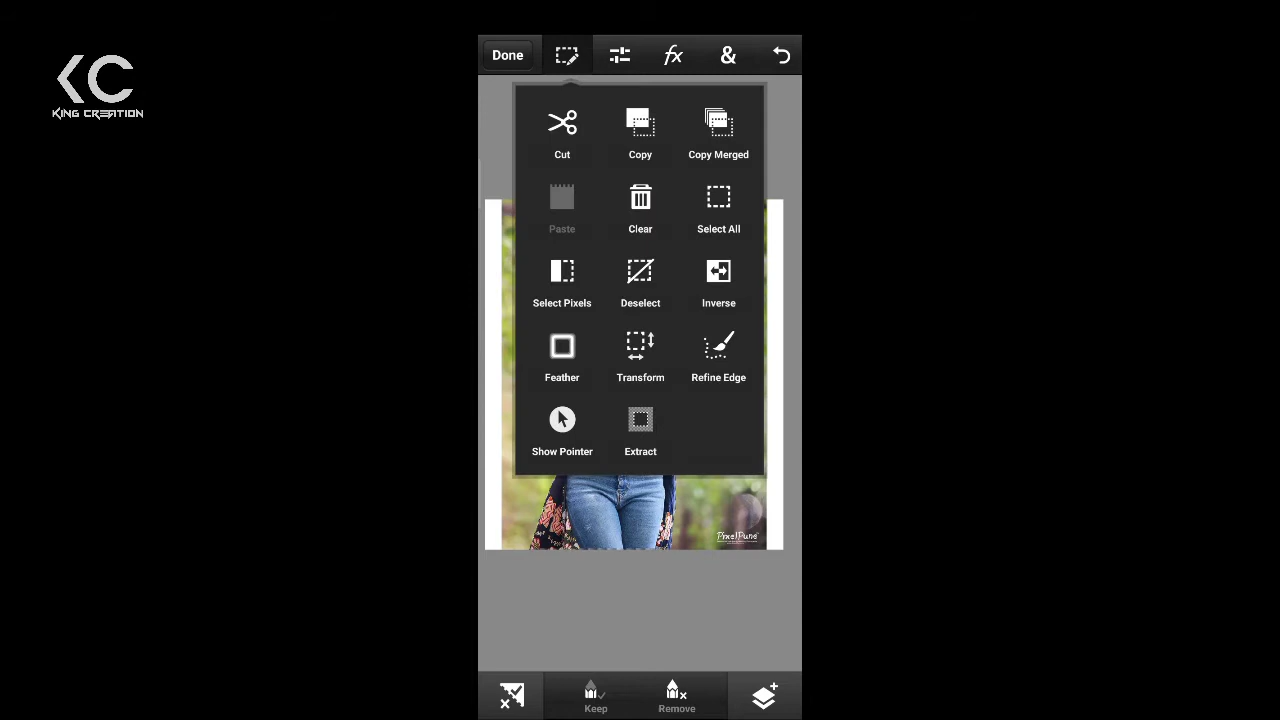 KC
KING CREATION
Done
fx
&
Cut
Copy
Copy Merged
Paste
Clear
Select All
Select Pixels
Deselect
Inverse
Feather
Transform
Refine Edge
Show Pointer
Extract
PixelPune
Keep
Remove